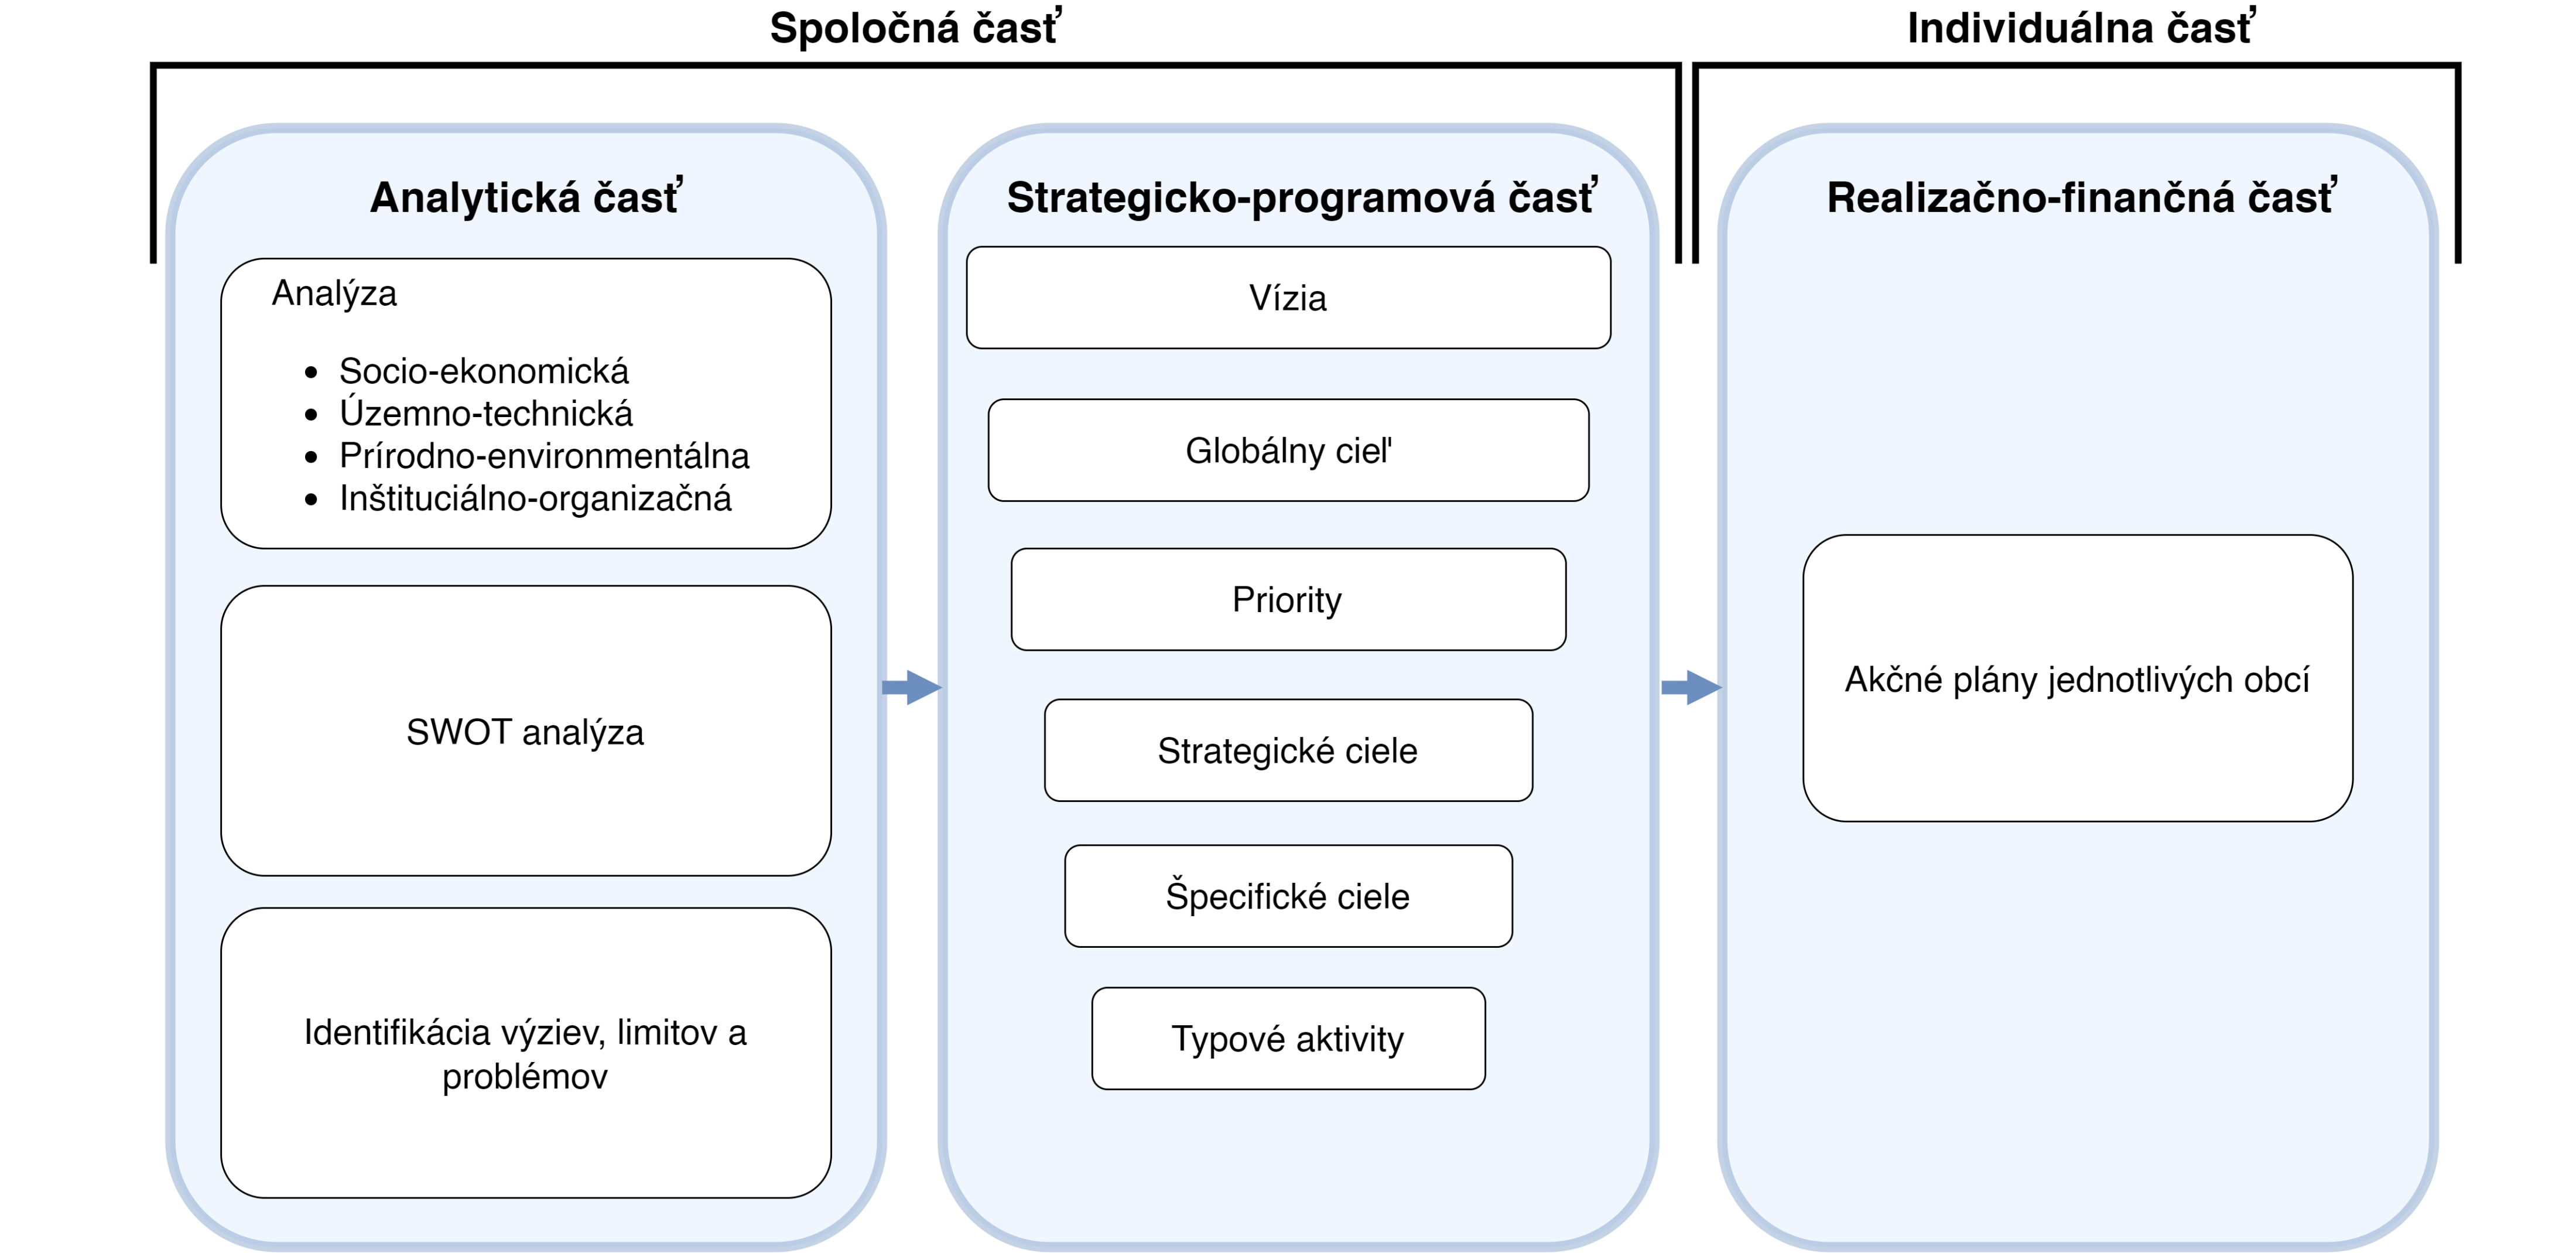 Spoločná časť
Individuálna časť
Analytická časť
Analýza
• Socio-ekonomická
• Územno-technická
• Prírodno-environmentálna
• Inštituciálno-organizačná
SWOT analýza
Identifikácia výziev, limitov a
problémov
Strategicko-programová časť
Vízia
Globálny cieľ
Priority
Strategické ciele
Špecifické ciele
Typové aktivity
Realizačno-finančná časť
Akčné plány jednotlivých obcí